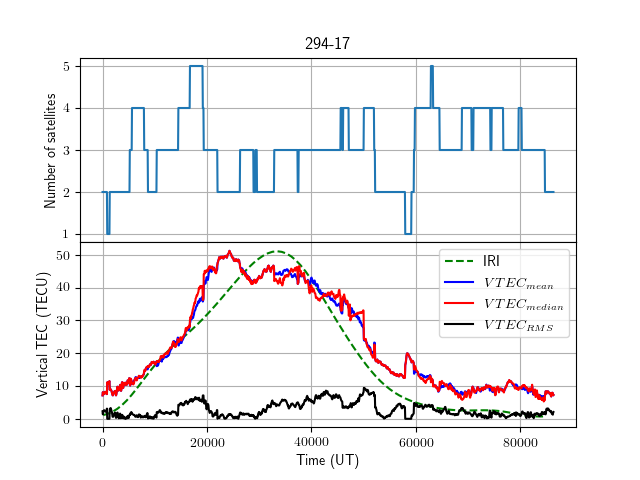 294-17
Number of satellites
5
4
3
2
1
Vertical TEC (TECU)
50
40
30
20
10
0
IRI
VTEC_mean
VTEC_median
VTEC_RMS
0 20000 40000 60000 80000
Time (UT)